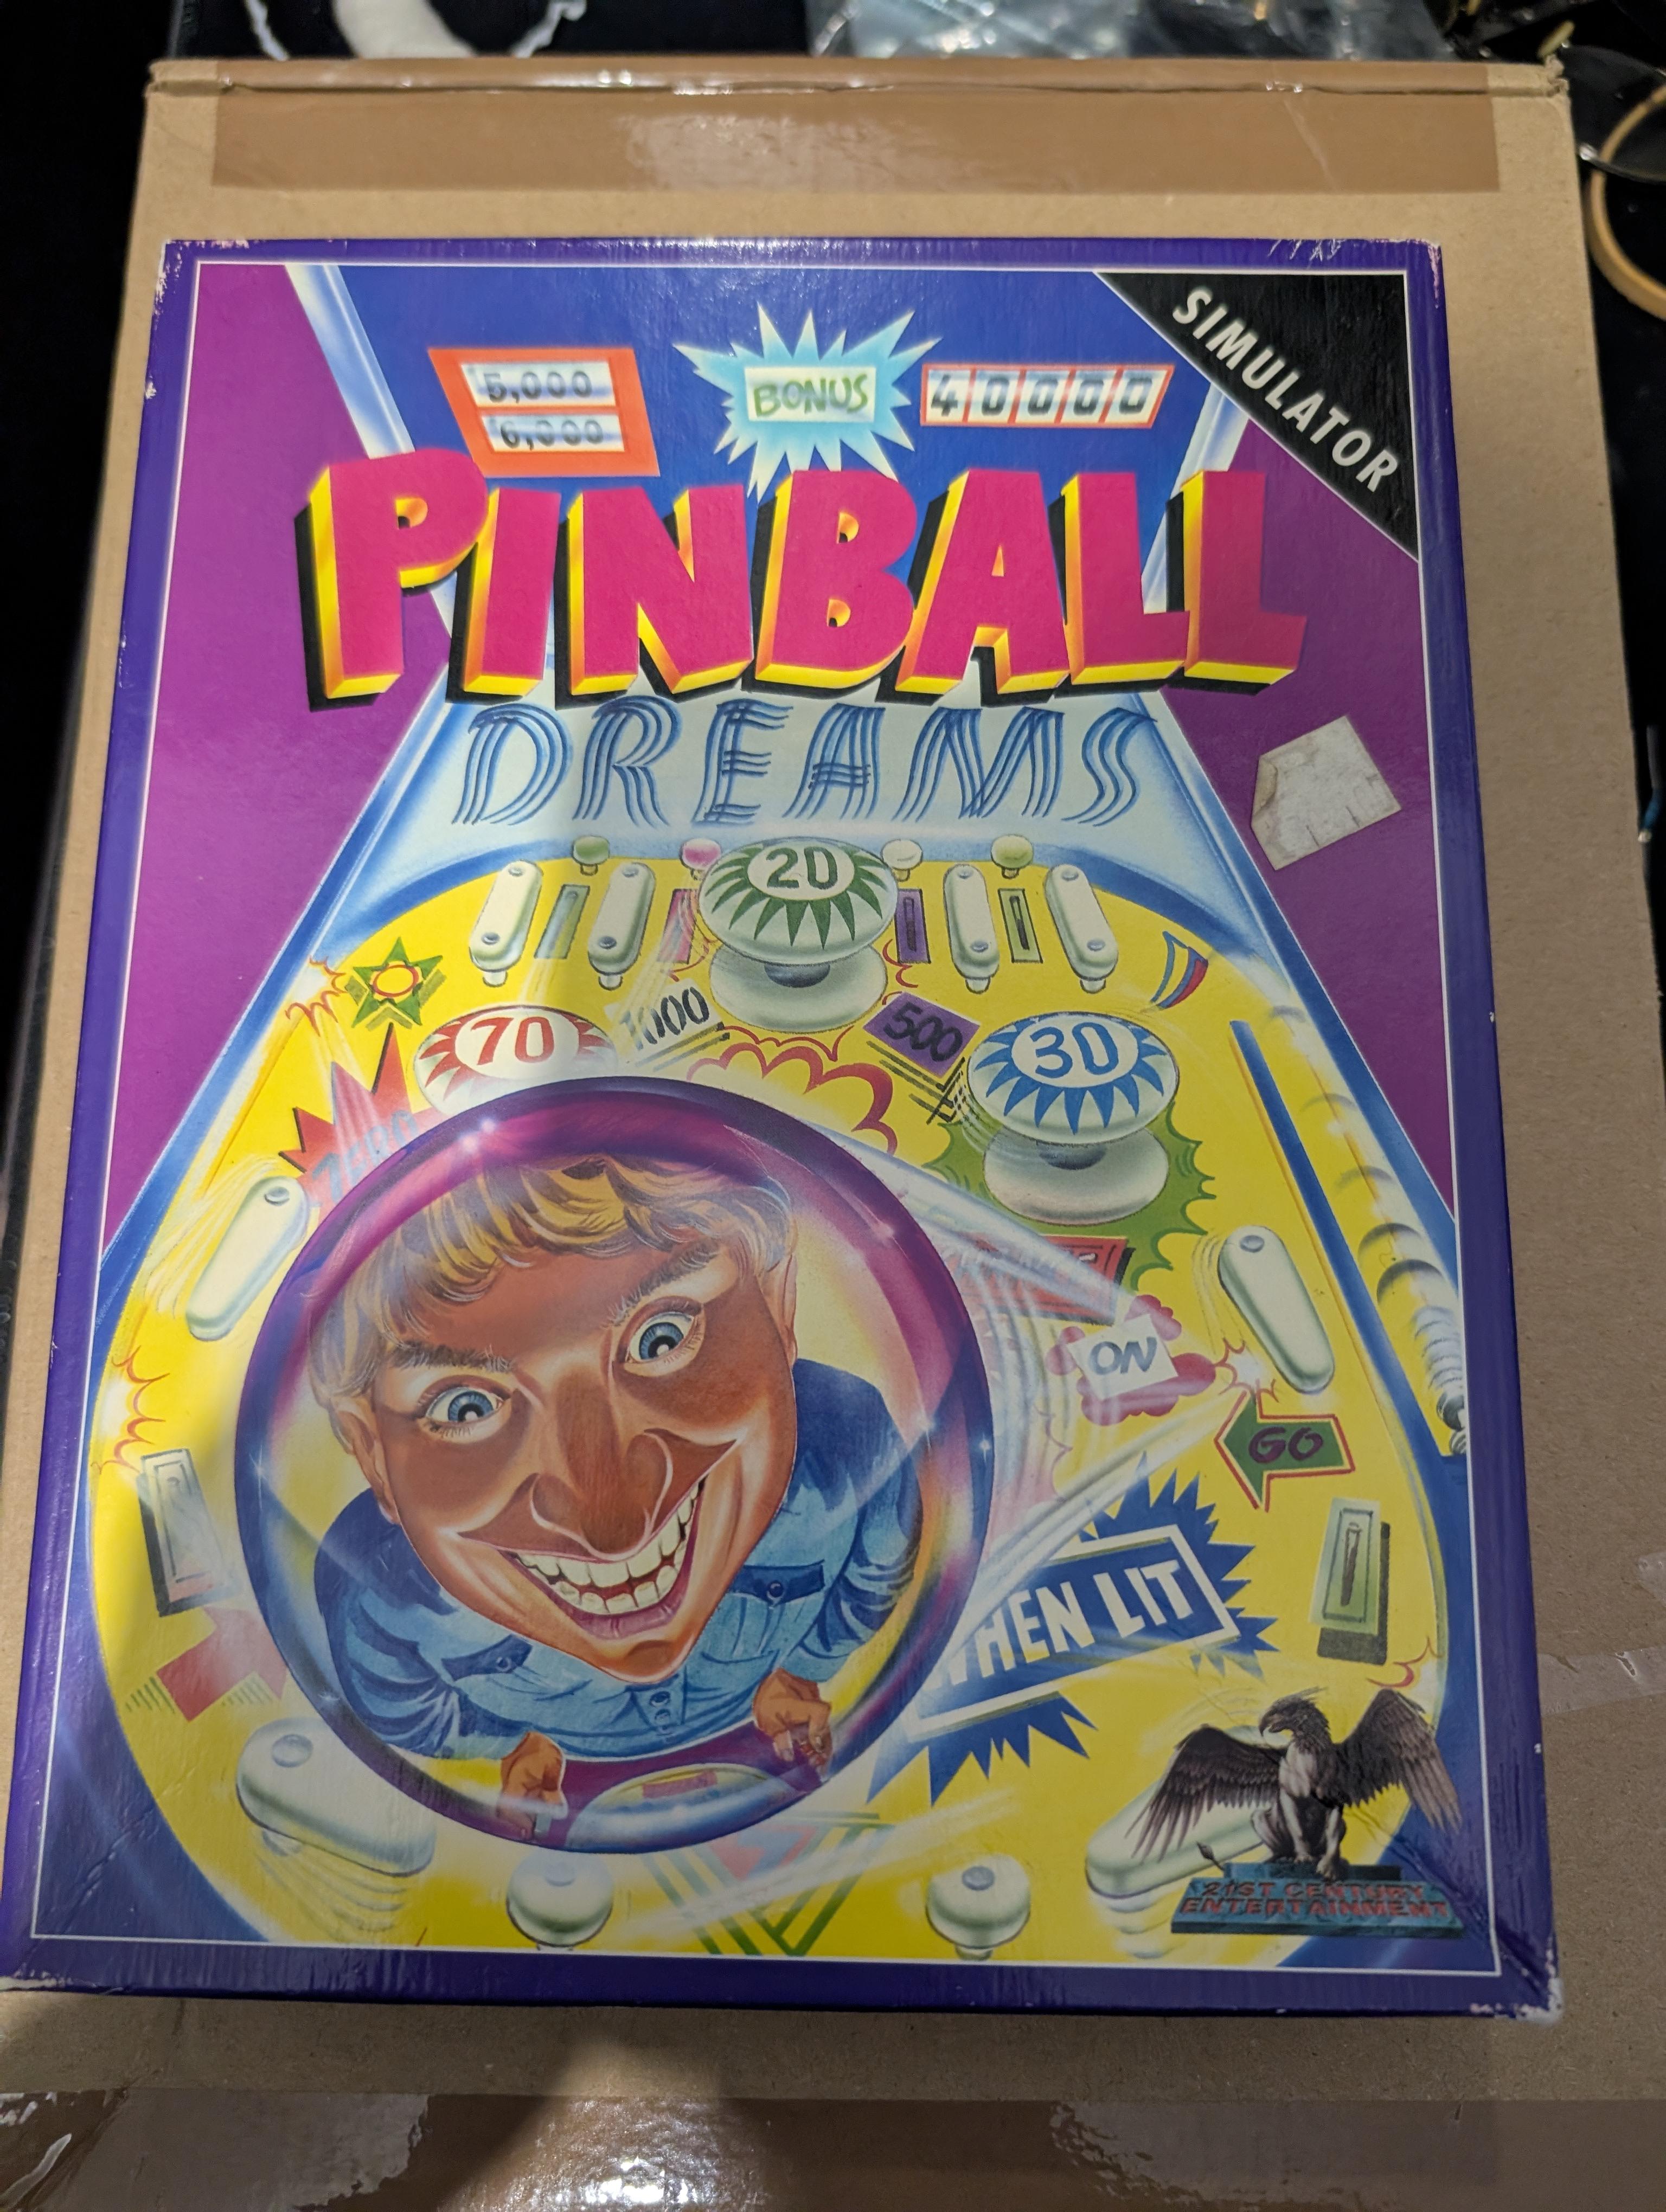 SIMULATOR
5,000
6,000
BONUS
40000
PINBALL
DREAMS
20
70
1000
500
30
ZERO
ON
GO
WHEN LIT
21ST CENTURY
ENTERTAINMENT